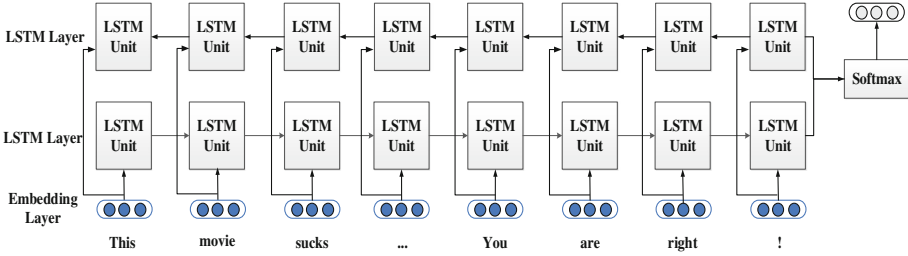 LSTM Layer
LSTM Unit LSTM Unit LSTM Unit LSTM Unit LSTM Unit LSTM Unit LSTM Unit LSTM Unit
Softmax
LSTM Layer
LSTM Unit LSTM Unit LSTM Unit LSTM Unit LSTM Unit LSTM Unit LSTM Unit LSTM Unit
Embedding
Layer
This movie sucks ... You are right !